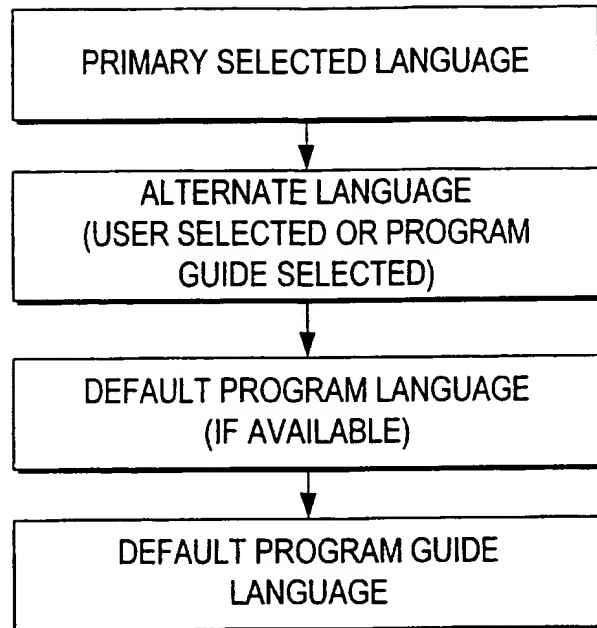 PRIMARY SELECTED LANGUAGE
ALTERNATE LANGUAGE
(USER SELECTED OR PROGRAM
GUIDE SELECTED)
DEFAULT PROGRAM LANGUAGE
(IF AVAILABLE)
DEFAULT PROGRAM GUIDE
LANGUAGE